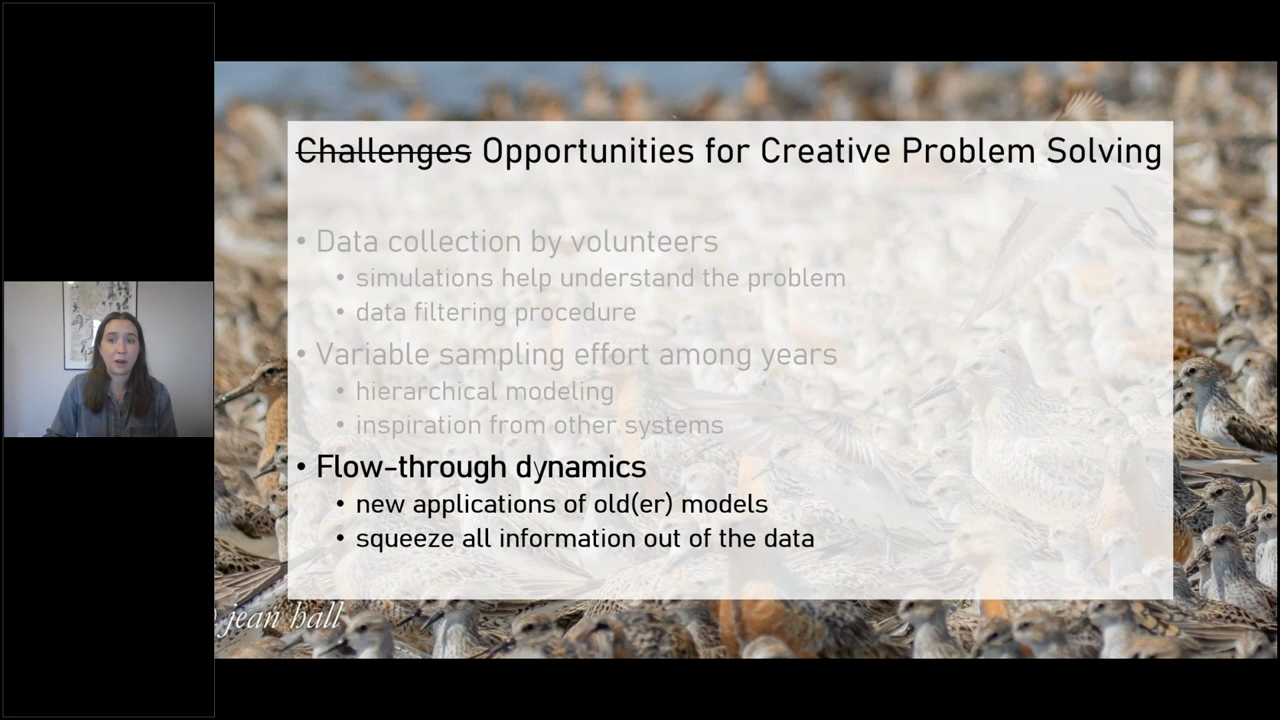 Challenges Opportunities for Creative Problem Solving
• Data collection by volunteers
• simulations help understand the problem
• data filtering procedure
• Variable sampling effort among years
• hierarchical modeling
• inspiration from other systems
• Flow-through dynamics
• new applications of old(er) models
• squeeze all information out of the data
jean hall